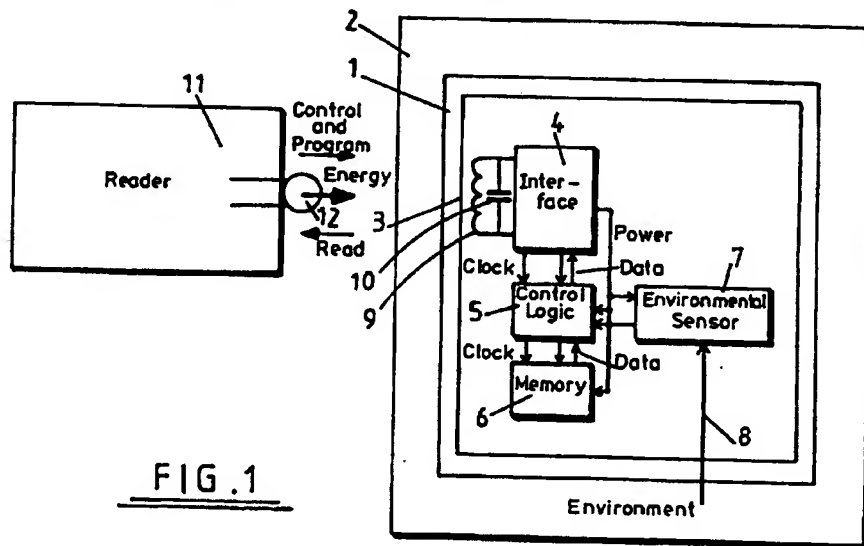 2
1
11
Control
and
Program
Reader
Energy
12
Read
3
10
9
4
Inter-
face
Power
Clock
Data
7
5
Control
Logic
Environmental
Sensor
Clock
Data
6
Memory
8
Environment
FIG.1